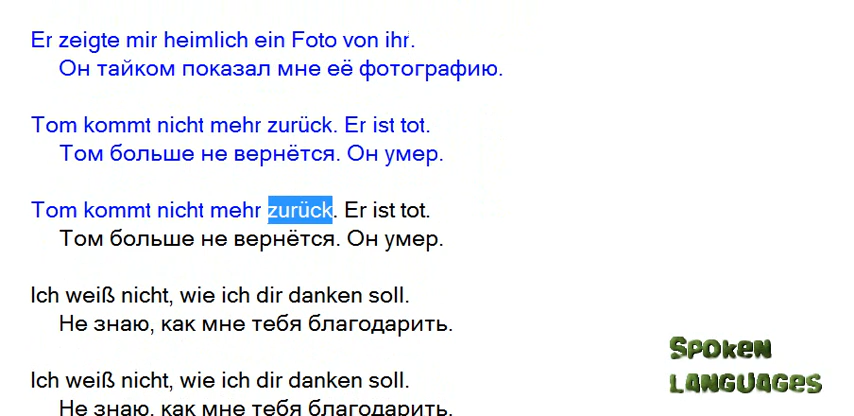 Er zeigte mir heimlich ein Foto von ihr.
Он тайком показал мне её фотографию.
Tom kommt nicht mehr zurück. Er ist tot.
Том больше не вернётся. Он умер.
Tom kommt nicht mehr zurück. Er ist tot.
Том больше не вернётся. Он умер.
Ich weiß nicht, wie ich dir danken soll.
Не знаю, как мне тебя благодарить.
Ich weiß nicht, wie ich dir danken soll.
Не знаю, как мне тебя благодарить.
Spoken
Languages